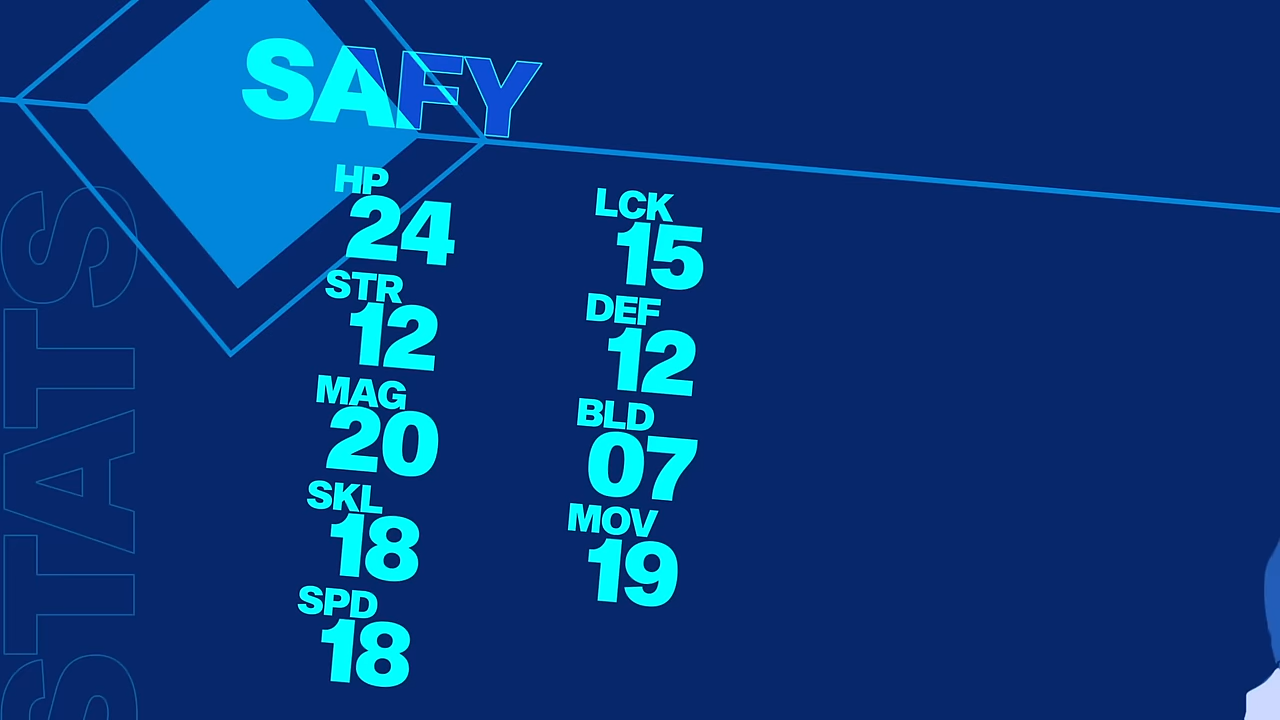 SAFY
HP
24
STR
12
MAG
20
SKL
18
SPD
18
LCK
15
DEF
12
BLD
07
MOV
19
STATS